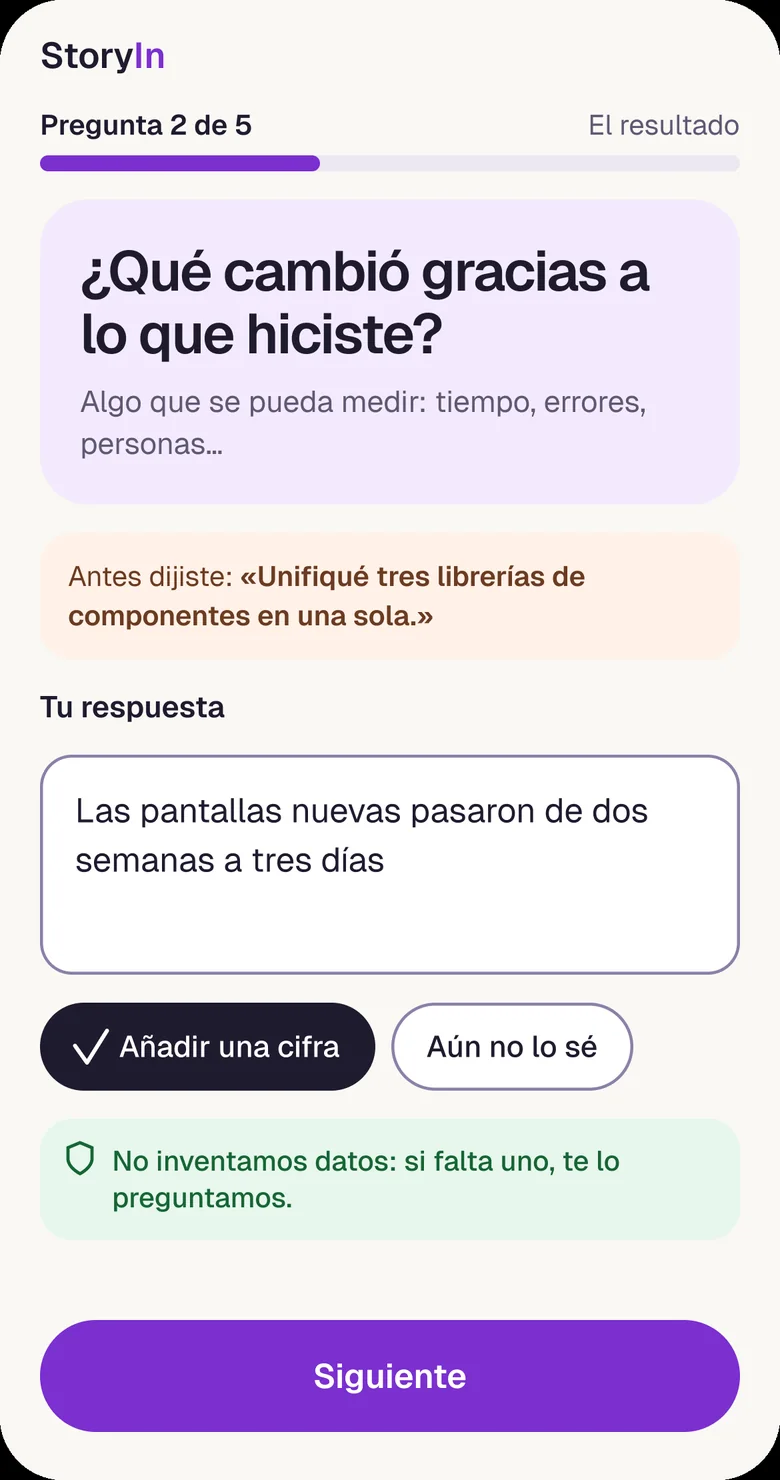 StoryIn
Pregunta 2 de 5
El resultado
¿Qué cambió gracias a
lo que hiciste?
Algo que se pueda medir: tiempo, errores,
personas…
Antes dijiste: «Unifiqué tres librerías de
componentes en una sola.»
Tu respuesta
Las pantallas nuevas pasaron de dos
semanas a tres días
Añadir una cifra
Aún no lo sé
No inventamos datos: si falta uno, te lo
preguntamos.
Siguiente